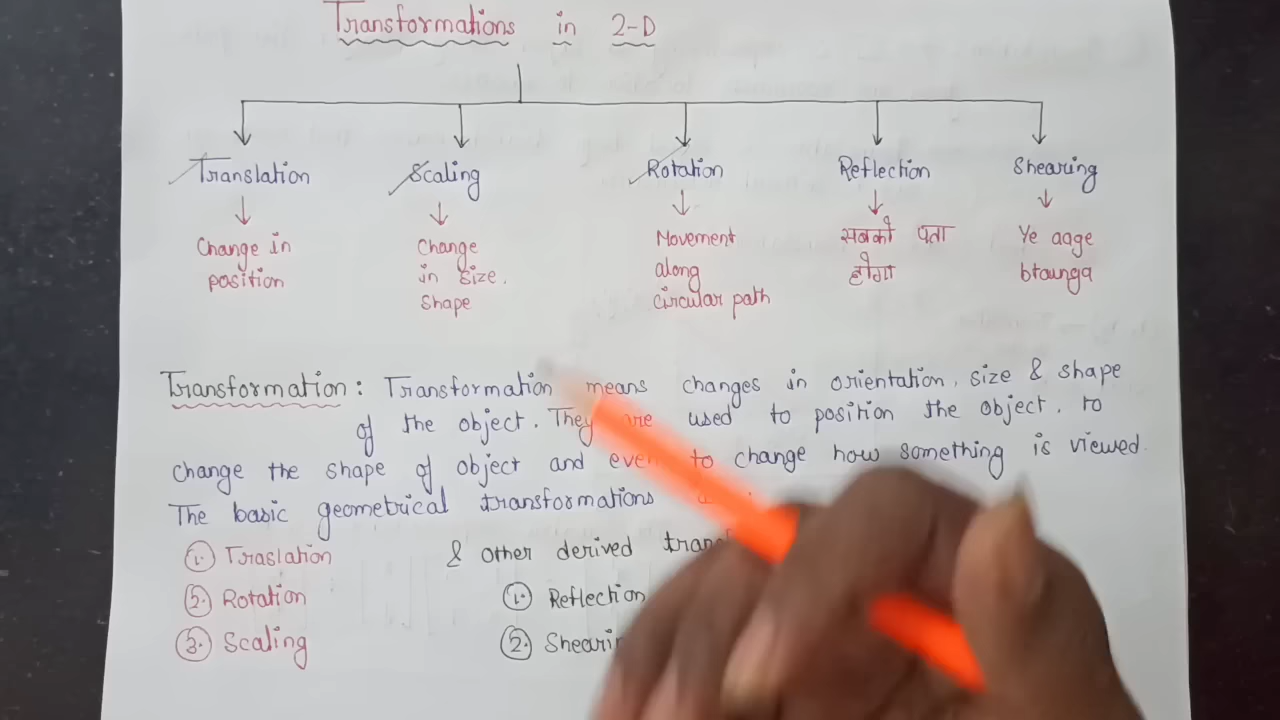 Transformations in 2-D
Translation Scaling Rotation Reflection Shearing
Change in position
Change in size. shape
Movement along circular path
सबको पता होगा
Ye aage btaunga
Transformation: Transformation means changes in orientation, size & shape
of the object. They are used to position the object. to
change the shape of object and even to change how something is viewed.
The basic geometrical transformations
1. Traslation
2. Rotation
3. Scaling
& other derived
1. Reflection
2.